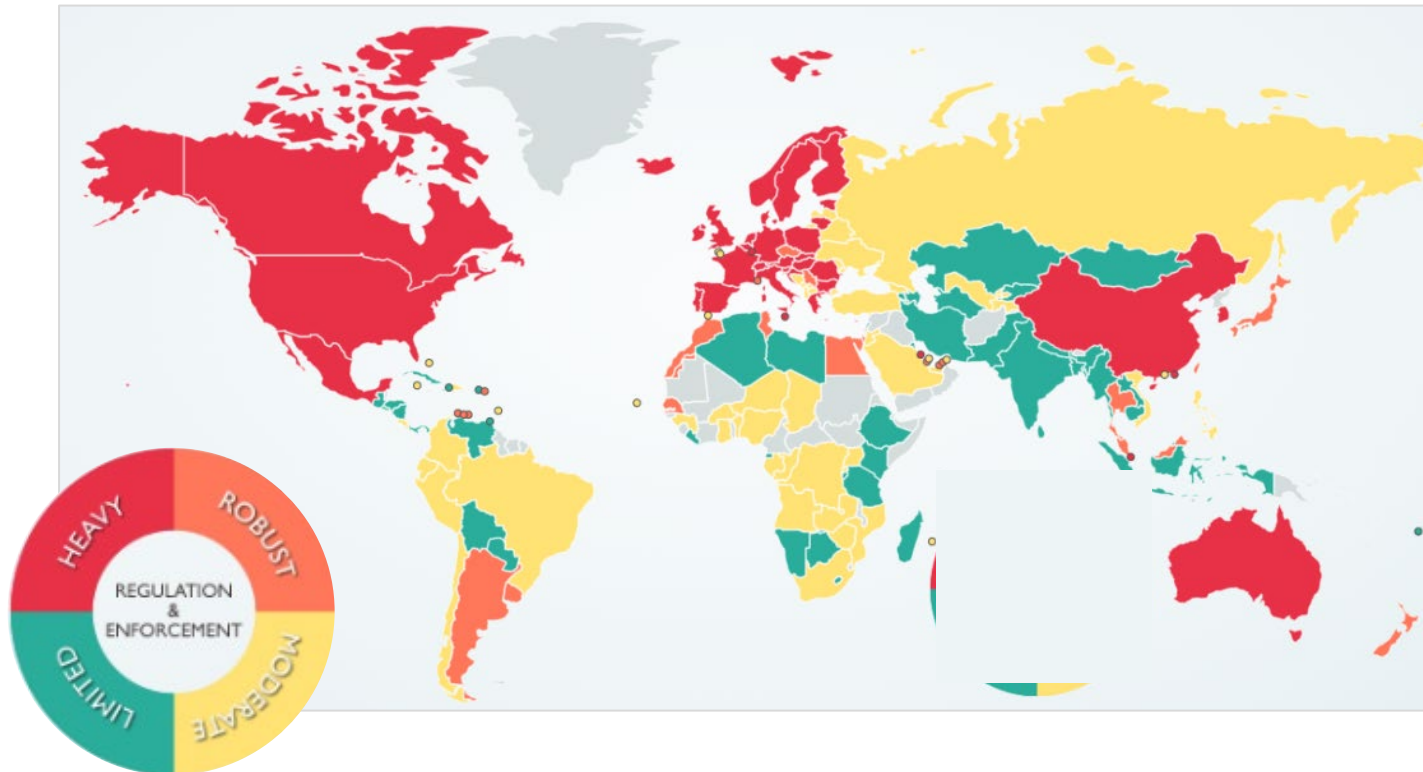 HEAVY
ROBUST
REGULATION
&
ENFORCEMENT
LIMITED
MODERATE